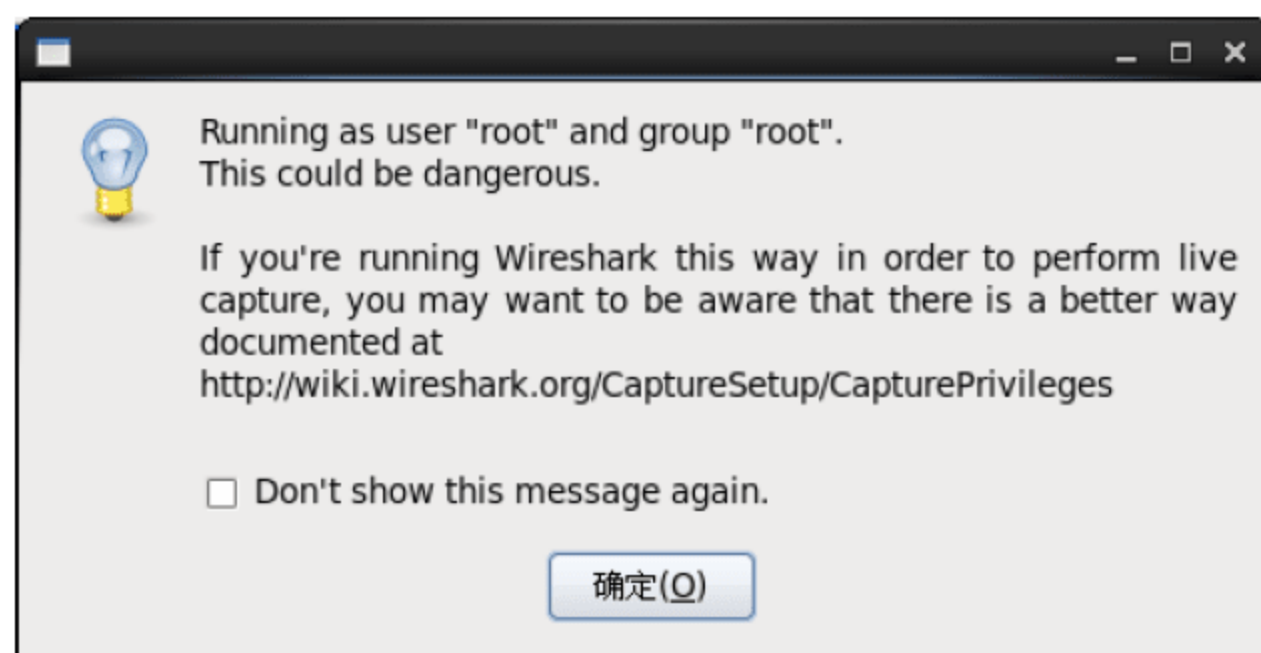 Running as user "root" and group "root".
This could be dangerous.
If you're running Wireshark this way in order to perform live
capture, you may want to be aware that there is a better way
documented at
http://wiki.wireshark.org/CaptureSetup/CapturePrivileges
Don't show this message again.
确定(O)